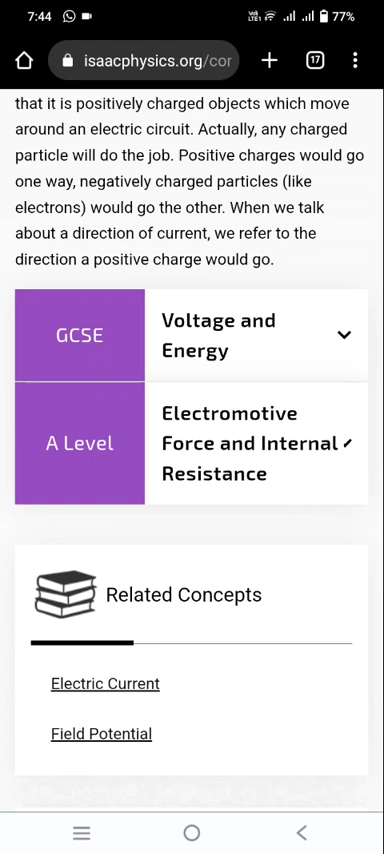 7:44
Vo) LTE1 77%
isaacphysics.org/cor
17
that it is positively charged objects which move
around an electric circuit. Actually, any charged
particle will do the job. Positive charges would go
one way, negatively charged particles (like
electrons) would go the other. When we talk
about a direction of current, we refer to the
direction a positive charge would go.
GCSE
Voltage and
Energy
A Level
Electromotive
Force and Internal
Resistance
Related Concepts
Electric Current
Field Potential